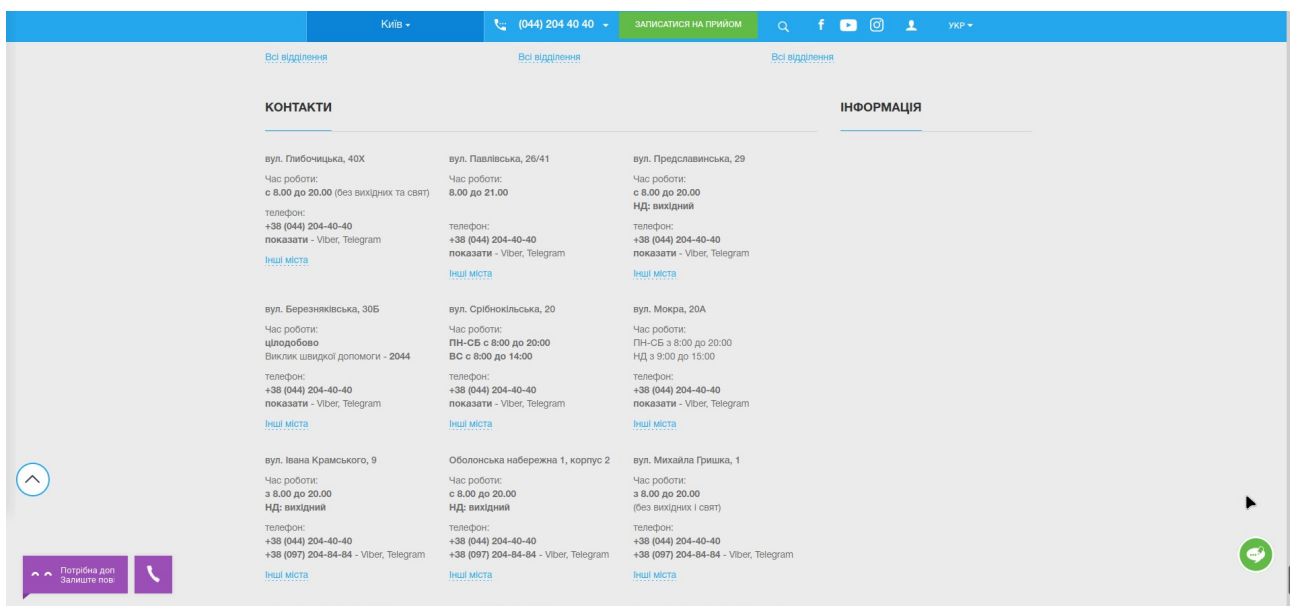 Київ
(044) 204 40 40
ЗАПИСАТИСЯ НА ПРИЙОМ
УКР
Всі відділення
Всі відділення
Всі відділення
КОНТАКТИ
ІНФОРМАЦІЯ
вул. Глибочицька, 40Х
Час роботи:
с 8.00 до 20.00 (без вихідних та свят)
телефон:
+38 (044) 204-40-40
показати - Viber, Telegram
Інші міста
вул. Павлівська, 26/41
Час роботи:
8.00 до 21.00
телефон:
+38 (044) 204-40-40
показати - Viber, Telegram
Інші міста
вул. Предславинська, 29
Час роботи:
с 8.00 до 20.00
НД: вихідний
телефон:
+38 (044) 204-40-40
показати - Viber, Telegram
Інші міста
вул. Березняківська, 30Б
Час роботи:
цілодобово
Виклик швидкої допомоги - 2044
телефон:
+38 (044) 204-40-40
показати - Viber, Telegram
Інші міста
вул. Срібнокільська, 20
Час роботи:
ПН-СБ с 8:00 до 20:00
ВС с 8:00 до 14:00
телефон:
+38 (044) 204-40-40
показати - Viber, Telegram
Інші міста
вул. Мокра, 20А
Час роботи:
ПН-СБ з 8:00 до 20:00
НД з 9:00 до 15:00
телефон:
+38 (044) 204-40-40
показати - Viber, Telegram
Інші міста
вул. Івана Крамського, 9
Час роботи:
з 8.00 до 20.00
НД: вихідний
телефон:
+38 (044) 204-40-40
+38 (097) 204-84-84 - Viber, Telegram
Інші міста
Оболонська набережна 1, корпус 2
Час роботи:
с 8.00 до 20.00
НД: вихідний
телефон:
+38 (044) 204-40-40
+38 (097) 204-84-84 - Viber, Telegram
Інші міста
вул. Михайла Гришка, 1
Час роботи:
з 8.00 до 20.00
(без вихідних і свят)
телефон:
+38 (044) 204-40-40
+38 (097) 204-84-84 - Viber, Telegram
Інші міста
Потрібна доп
Залиште пові